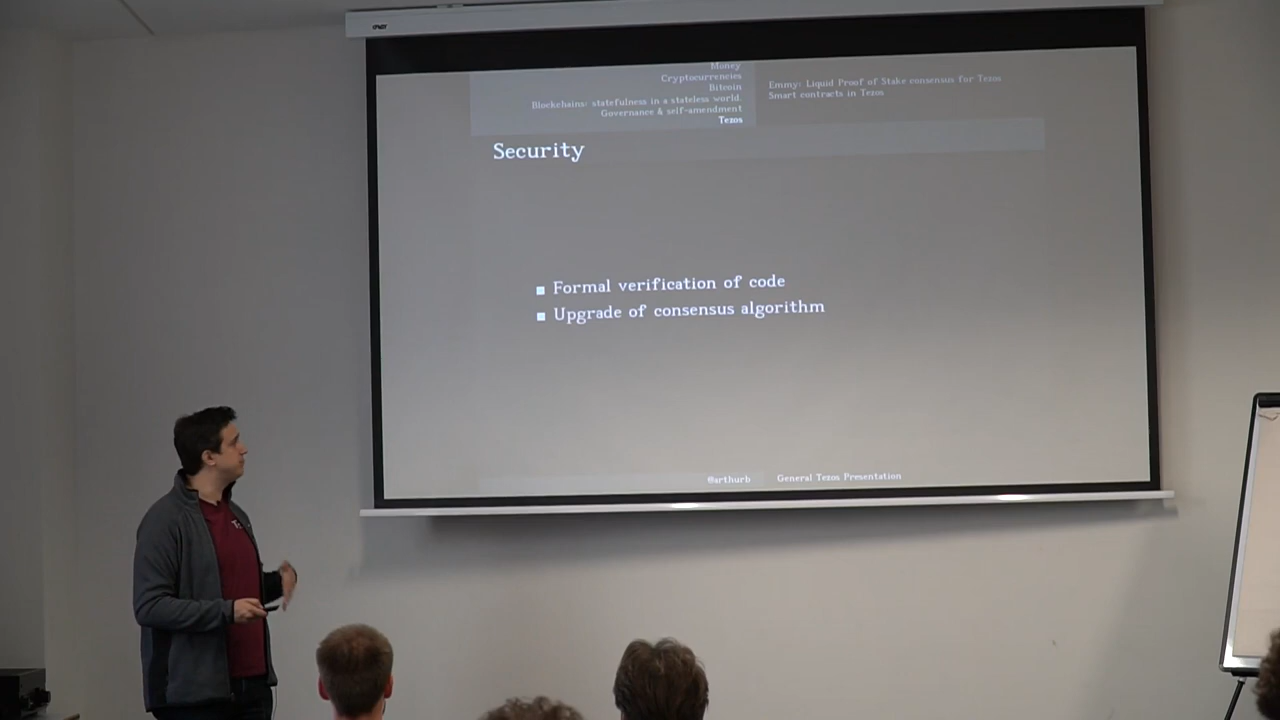 Money
Cryptocurrencies
Bitcoin
Blockchains: statefulness in a stateless world.
Governance & self-amendment
Tezos
Emmy: Liquid Proof of Stake consensus for Tezos
Smart contracts in Tezos
Security
Formal verification of code
Upgrade of consensus algorithm
@arthurb
General Tezos Presentation